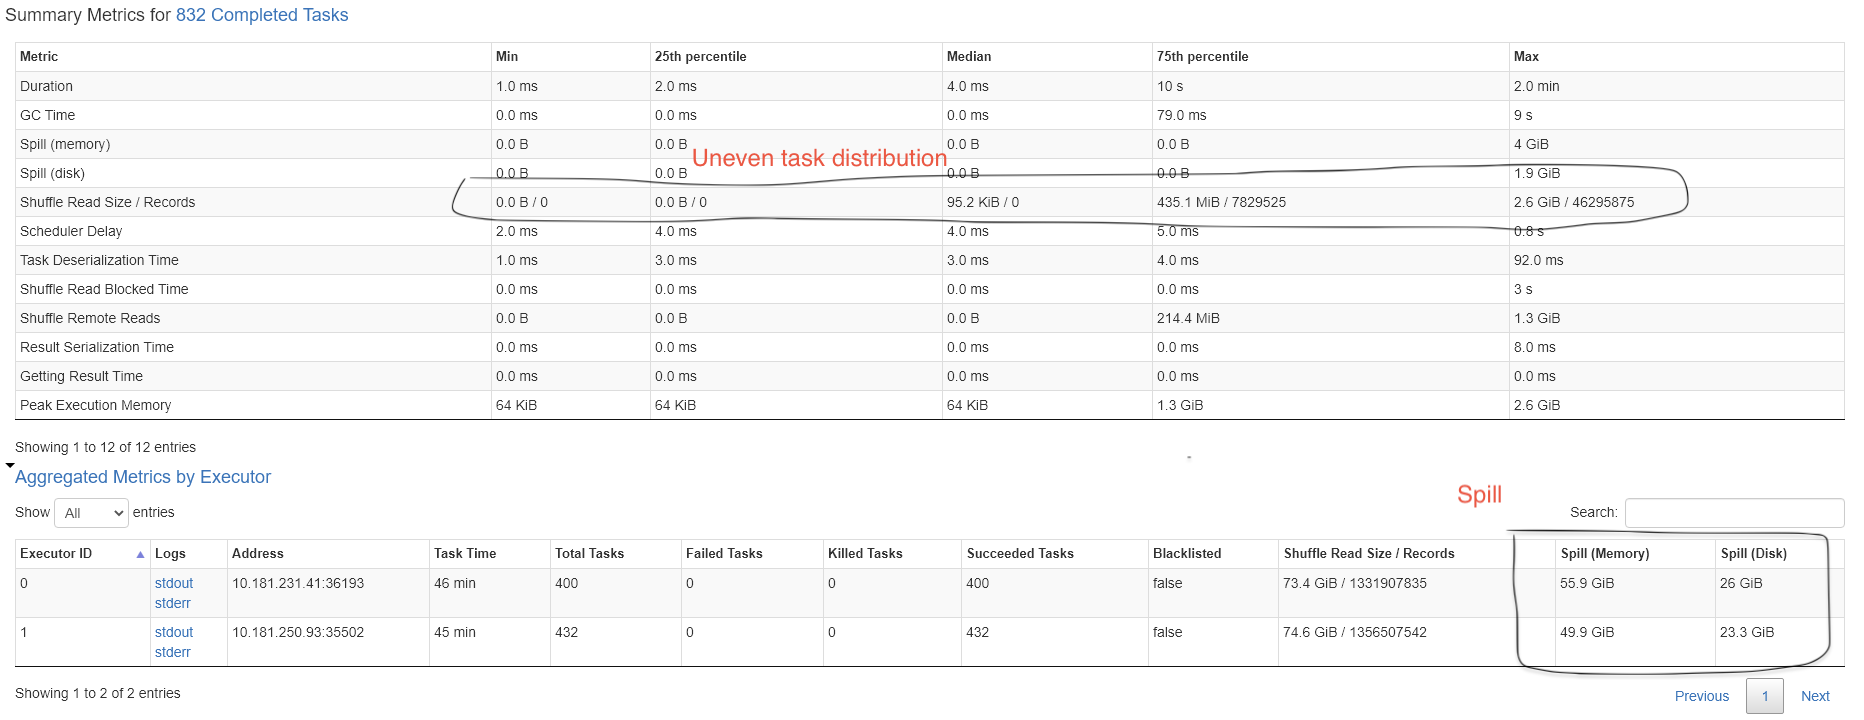 Summary Metrics for 832 Completed Tasks
Metric Min 25th percentile Median 75th percentile Max
Duration 1.0 ms 2.0 ms 4.0 ms 10 s 2.0 min
GC Time 0.0 ms 0.0 ms 0.0 ms 79.0 ms 9 s
Spill (memory) 0.0 B 0.0 B 0.0 B 0.0 B 4 GiB
Uneven task distribution
Spill (disk) 0.0 B 0.0 B 0.0 B 0.0 B 1.9 GiB
Shuffle Read Size / Records 0.0 B / 0 0.0 B / 0 95.2 KiB / 0 435.1 MiB / 7829525 2.6 GiB / 46295875
Scheduler Delay 2.0 ms 4.0 ms 4.0 ms 5.0 ms 0.8 s
Task Deserialization Time 1.0 ms 3.0 ms 3.0 ms 4.0 ms 92.0 ms
Shuffle Read Blocked Time 0.0 ms 0.0 ms 0.0 ms 0.0 ms 3 s
Shuffle Remote Reads 0.0 B 0.0 B 0.0 B 214.4 MiB 1.3 GiB
Result Serialization Time 0.0 ms 0.0 ms 0.0 ms 0.0 ms 8.0 ms
Getting Result Time 0.0 ms 0.0 ms 0.0 ms 0.0 ms 0.0 ms
Peak Execution Memory 64 KiB 64 KiB 64 KiB 1.3 GiB 2.6 GiB
Showing 1 to 12 of 12 entries
Aggregated Metrics by Executor
Spill
Show All entries Search:
Executor ID Logs Address Task Time Total Tasks Failed Tasks Killed Tasks Succeeded Tasks Blacklisted Shuffle Read Size / Records Spill (Memory) Spill (Disk)
0 stdout 10.181.231.41:36193 46 min 400 0 0 400 false 73.4 GiB / 1331907835 55.9 GiB 26 GiB
stderr
1 stdout 10.181.250.93:35502 45 min 432 0 0 432 false 74.6 GiB / 1356507542 49.9 GiB 23.3 GiB
stderr
Showing 1 to 2 of 2 entries Previous 1 Next